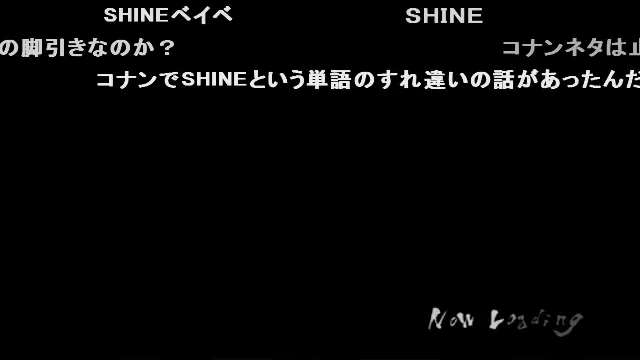 SHINEベイベ SHINE
の脚引きなのか? コナンネタは止
コナンでSHINEという単語のすれ違いの話があったんだ
Now Loading